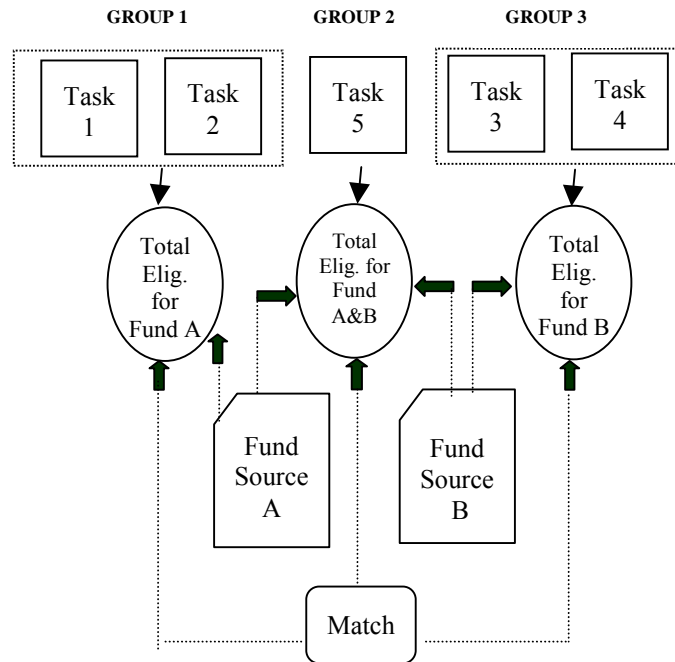 GROUP 1
GROUP 2
GROUP 3
Task
1
Task
2
Task
5
Task
3
Task
4
Total
Elig.
for
Fund A
Total
Elig. for
Fund
A&B
Total
Elig.
for
Fund B
Fund
Source
A
Fund
Source
B
Match